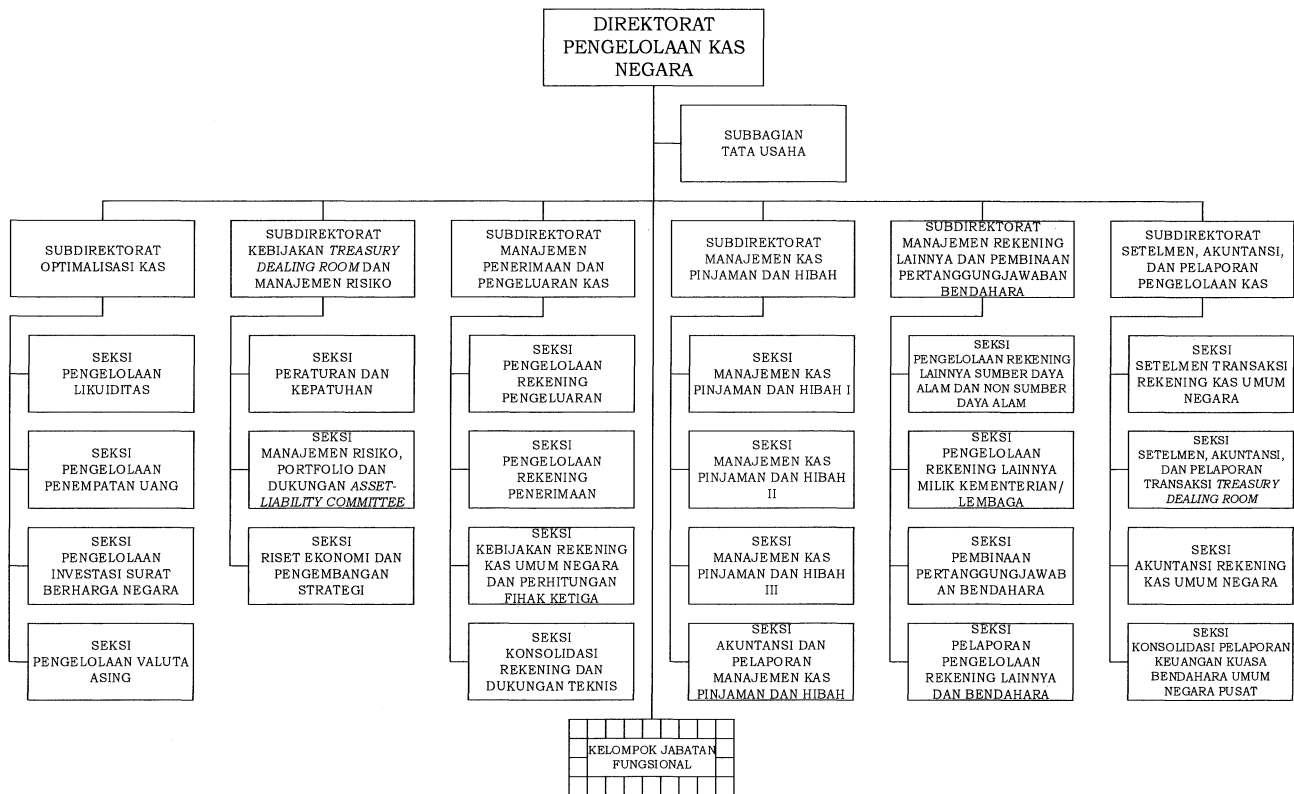 DIREKTORAT
PENGELOLAAN KAS
NEGARA
SUBBAGIAN
TATA USAHA
SUBDIREKTORAT
OPTIMALISASI KAS
SEKSI
PENGELOLAAN
LIKUIDITAS
SEKSI
PENGELOLAAN
PENEMPATAN UANG
SEKSI
PENGELOLAAN
INVESTASI SURAT
BERHARGA NEGARA
SEKSI
PENGELOLAAN VALUTA
ASING
SUBDIREKTORAT
KEBIJAKAN TREASURY
DEALING ROOM DAN
MANAJEMEN RISIKO
SEKSI
PERATURAN DAN
KEPATUHAN
SEKSI
MANAJEMEN RISIKO,
PORTFOLIO DAN
DUKUNGAN ASSET-
LIABILITY COMMITTEE
SEKSI
RISET EKONOMI DAN
PENGEMBANGAN
STRATEGI
SUBDIREKTORAT
MANAJEMEN
PENERIMAAN DAN
PENGELUARAN KAS
SEKSI
PENGELOLAAN
REKENING
PENGELUARAN
SEKSI
PENGELOLAAN
REKENING
PENERIMAAN
SEKSI
KEBIJAKAN REKENING
KAS UMUM NEGARA
DAN PERHITUNGAN
FIHAK KETIGA
SEKSI
KONSOLIDASI
REKENING DAN
DUKUNGAN TEKNIS
SUBDIREKTORAT
MANAJEMEN KAS
PINJAMAN DAN HIBAH
SEKSI
MANAJEMEN KAS
PINJAMAN DAN HIBAH I
SEKSI
MANAJEMEN KAS
PINJAMAN DAN HIBAH
II
SEKSI
MANAJEMEN KAS
PINJAMAN DAN HIBAH
III
SEKSI
AKUNTANSI DAN
PELAPORAN
MANAJEMEN KAS
PINJAMAN DAN HIBAH
SUBDIREKTORAT
MANAJEMEN REKENING
LAINNYA DAN PEMBINAAN
PERTANGGUNGJAWABAN
BENDAHARA
SEKSI
PENGELOLAAN REKENING
LAINNYA SUMBER DAYA
ALAM DAN NON SUMBER
DAYA ALAM
SEKSI
PENGELOLAAN
REKENING LAINNYA
MILIK KEMENTERIAN/
LEMBAGA
SEKSI
PEMBINAAN
PERTANGGUNGJAWAB
AN BENDAHARA
SEKSI
PELAPORAN
PENGELOLAAN
REKENING LAINNYA
DAN BENDAHARA
SUBDIREKTORAT
SETELMEN, AKUNTANSI,
DAN PELAPORAN
PENGELOLAAN KAS
SEKSI
SETELMEN TRANSAKSI
REKENING KAS UMUM
NEGARA
SEKSI
SETELMEN, AKUNTANSI,
DAN PELAPORAN
TRANSAKSI TREASURY
DEALING ROOM
SEKSI
AKUNTANSI REKENING
KAS UMUM NEGARA
SEKSI
KONSOLIDASI PELAPORAN
KEUANGAN KUASA
BENDAHARA UMUM
NEGARA PUSAT
KELOMPOK JABATAN
FUNGSIONAL